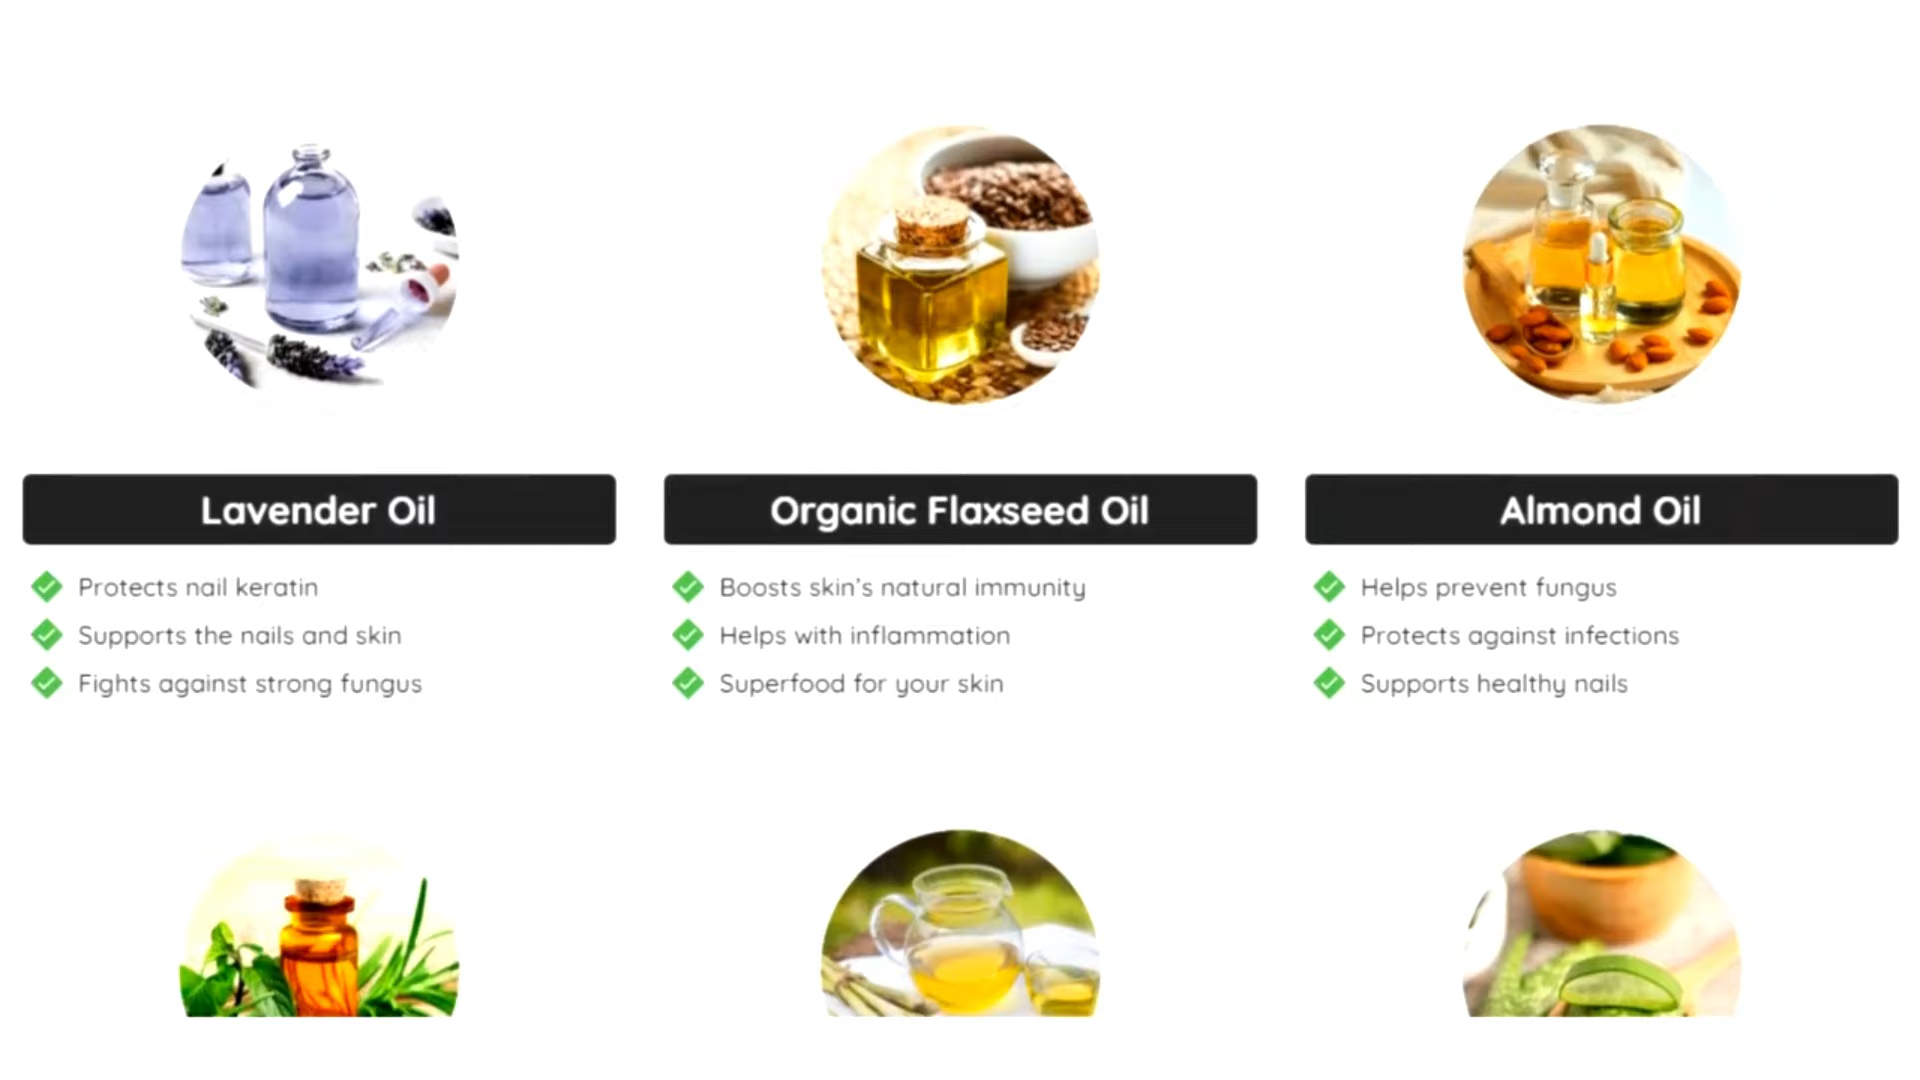 Lavender Oil
Protects nail keratin
Supports the nails and skin
Fights against strong fungus
Organic Flaxseed Oil
Boosts skin's natural immunity
Helps with inflammation
Superfood for your skin
Almond Oil
Helps prevent fungus
Protects against infections
Supports healthy nails